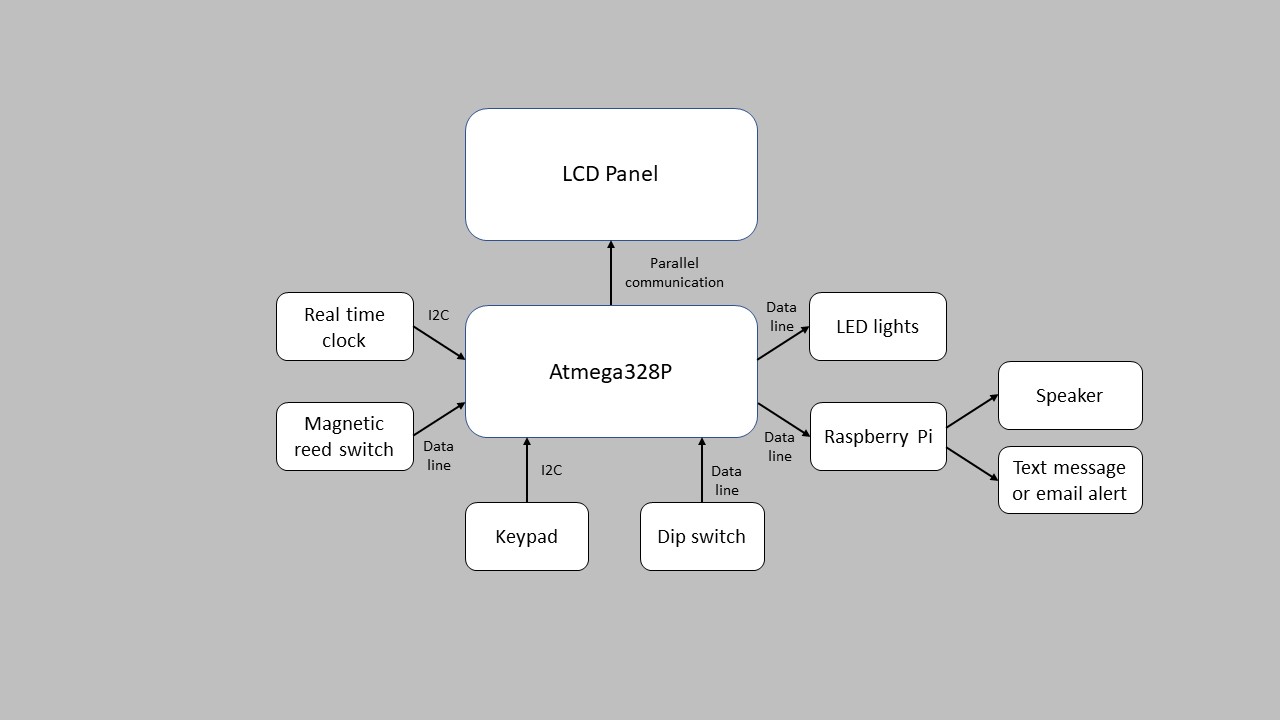 LCD Panel
Parallel
communication
Real time
clock
I2C
Data
line
LED lights
Atmega328P
Magnetic
reed switch
Data
line
Data
line
Raspberry Pi
Speaker
Text message
or email alert
I2C
Data
line
Keypad
Dip switch